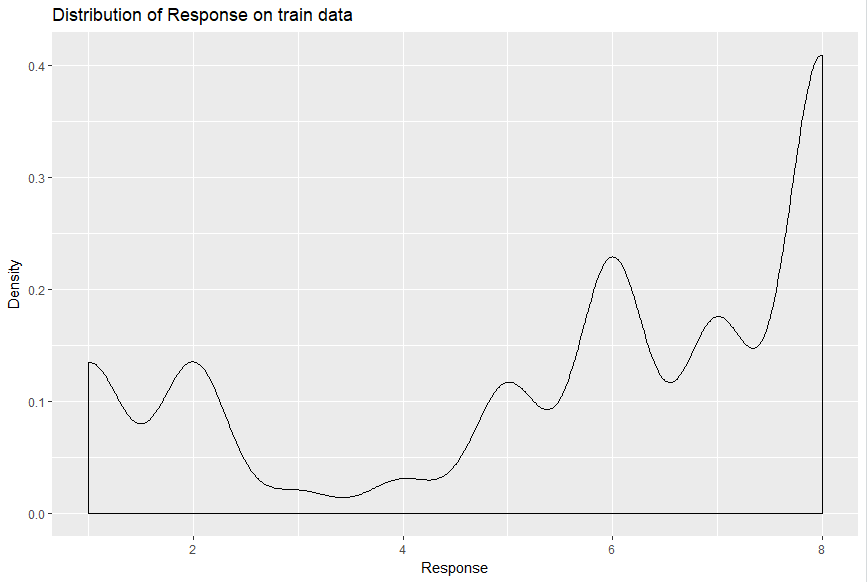 Distribution of Response on train data
0.4
0.3
0.2
0.1
0.0
Density
2 4 6 8
Response